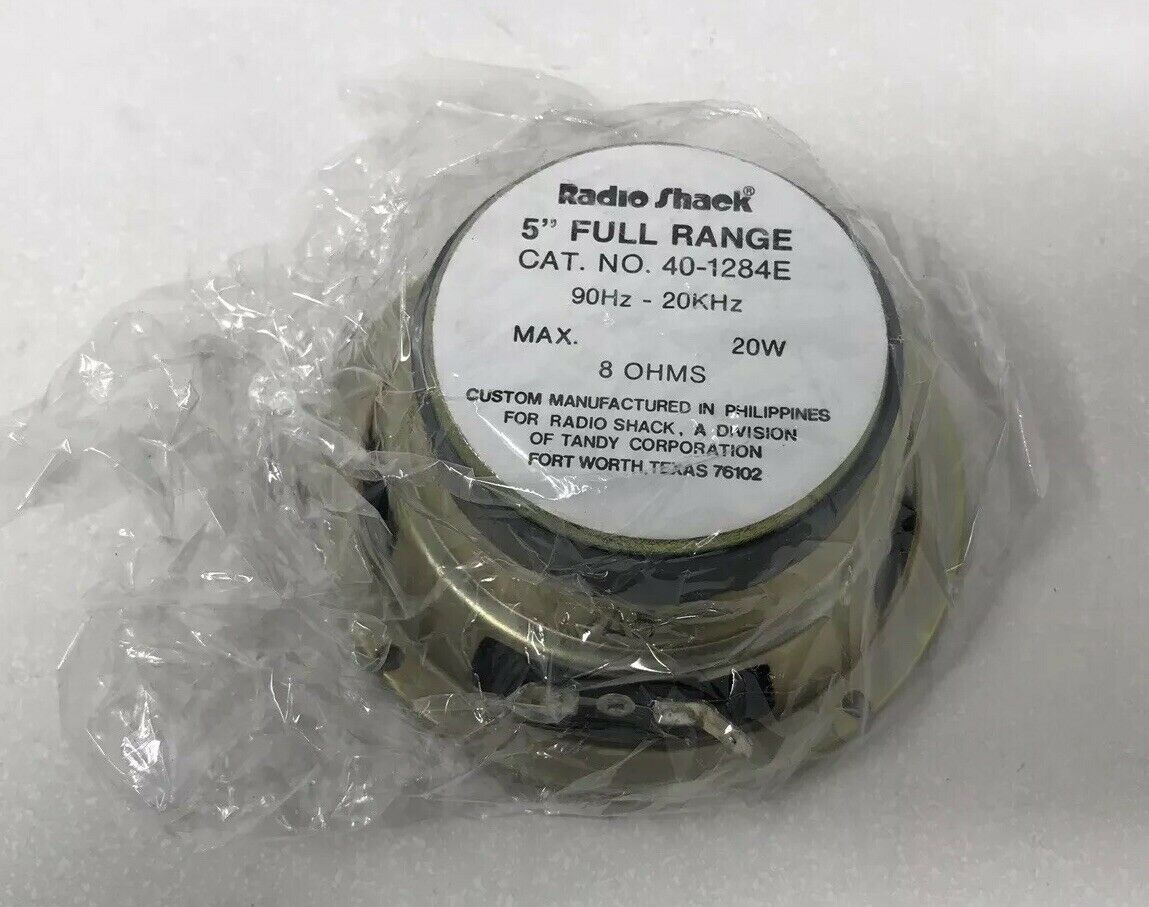 Radio Shack®
5” FULL RANGE
CAT. NO. 40-1284E
90Hz - 20KHz
MAX. 20W
8 OHMS
CUSTOM MANUFACTURED IN PHILIPPINES
FOR RADIO SHACK, A DIVISION
OF TANDY CORPORATION
FORT WORTH, TEXAS 76102